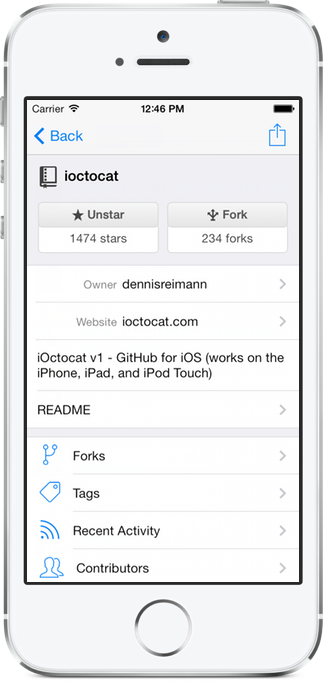 Carrier 12:46 PM
Back
ioctocat
Unstar Fork
1474 stars 234 forks
Owner dennisreimann
Website ioctocat.com
iOctocat v1 - GitHub for iOS (works on the
iPhone, iPad, and iPod Touch)
README
Forks
Tags
Recent Activity
Contributors